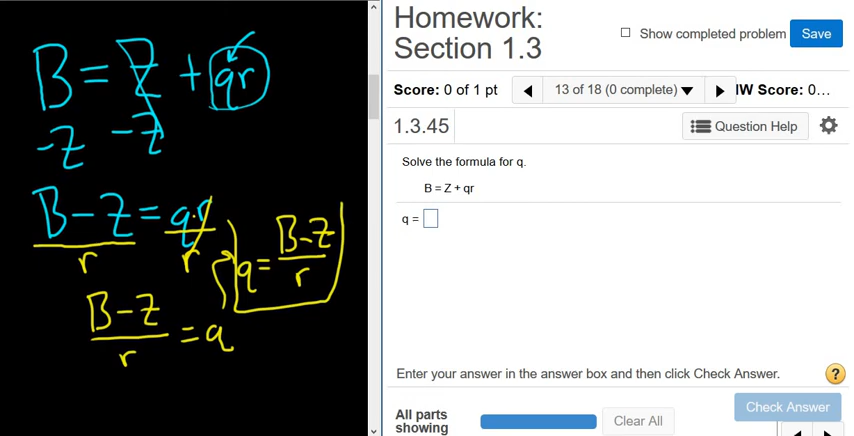 B = Z + qr
-Z -Z
B - Z = qr
r r
B - Z
r
= q
q = B - Z
r
Homework:
Section 1.3
Show completed problem
Save
Score: 0 of 1 pt
13 of 18 (0 complete)
IW Score: 0...
1.3.45
Question Help
Solve the formula for q.
B = Z + qr
q =
Enter your answer in the answer box and then click Check Answer.
?
All parts
showing
Clear All
Check Answer